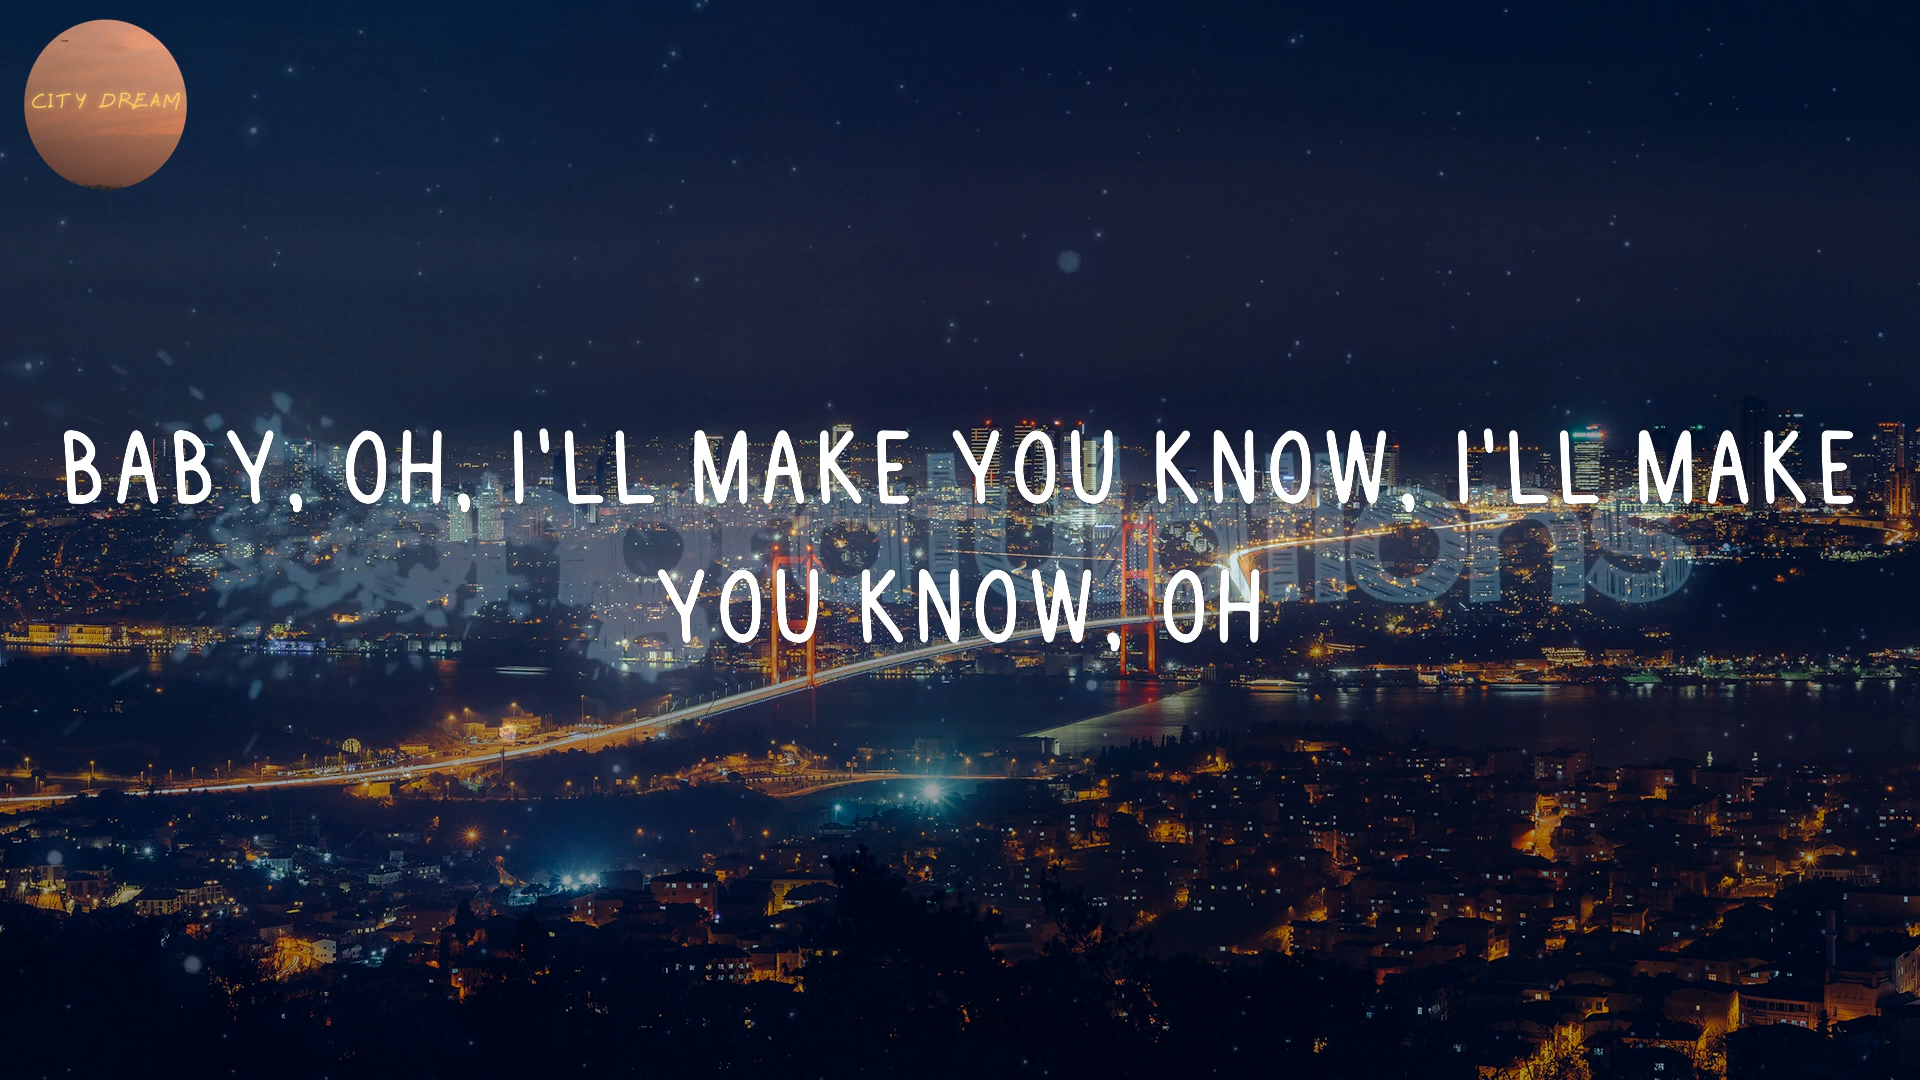 CITY DREAM
BABY, OH, I'LL MAKE YOU KNOW, I'LL MAKE
YOU KNOW, OH